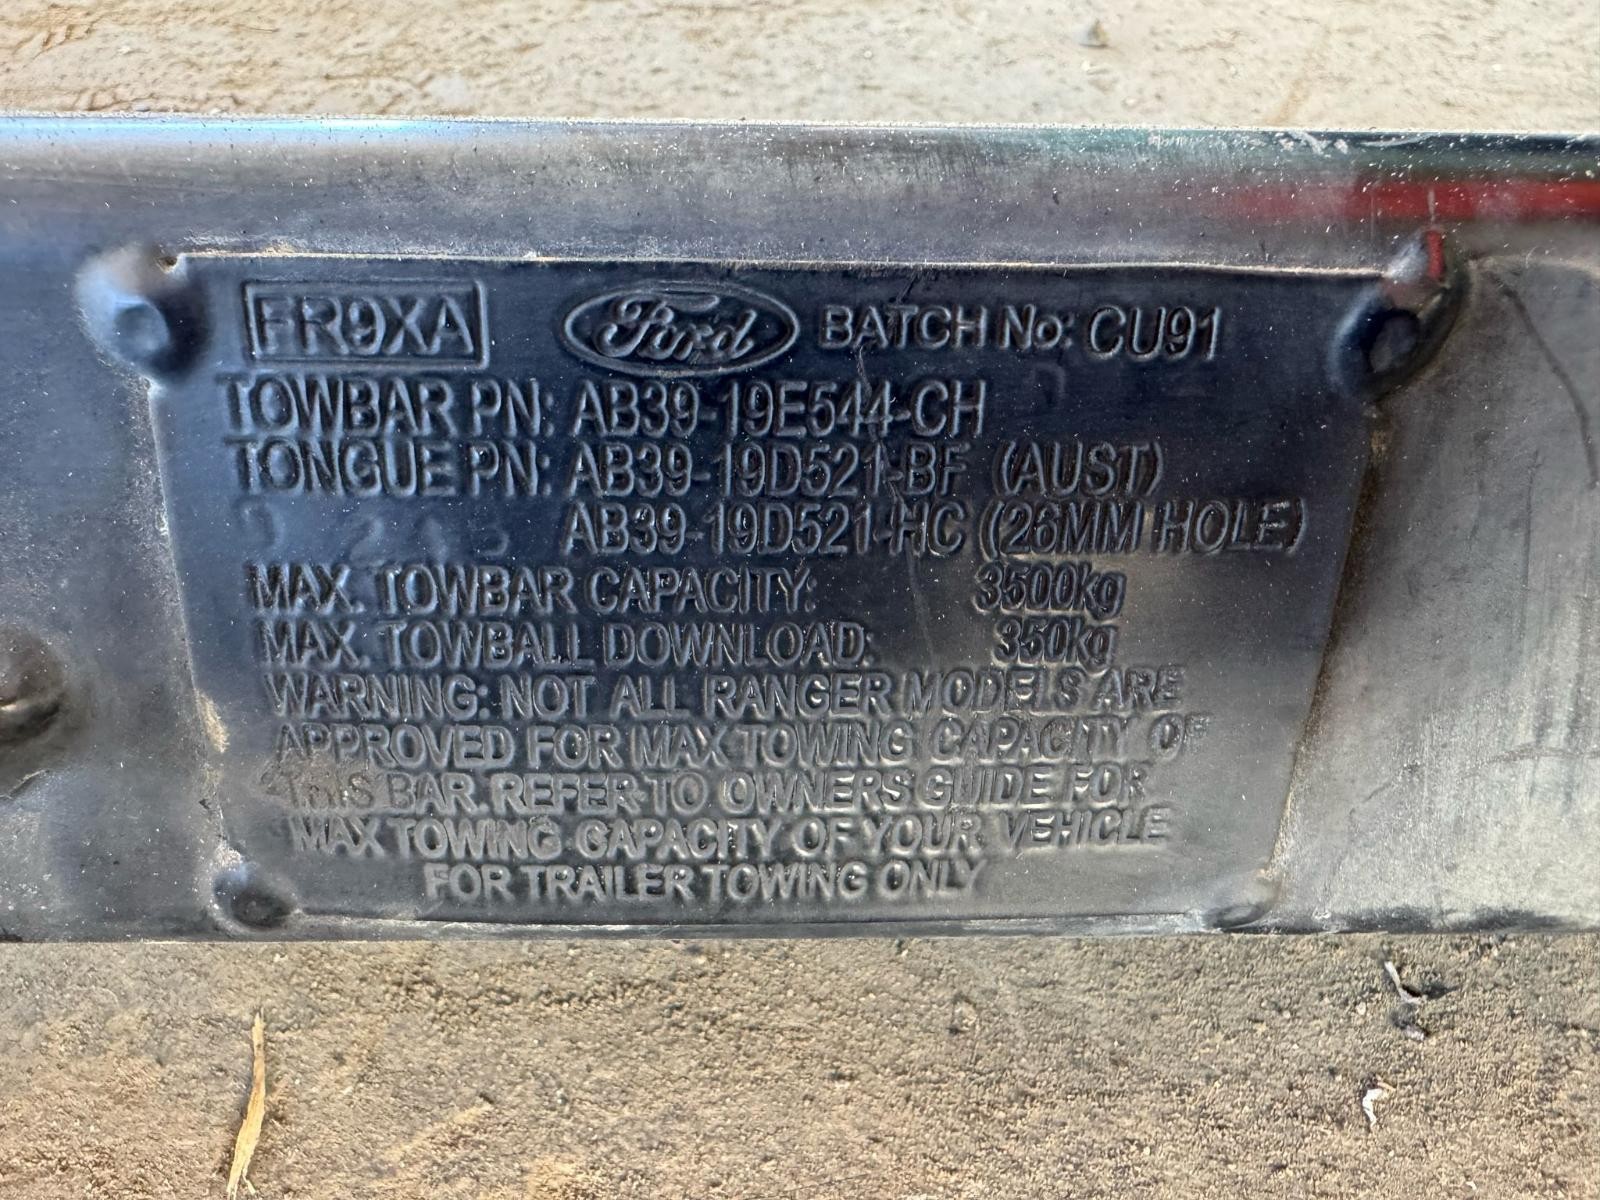 FR9XA Ford BATCH No: CU91
TOWBAR PN: AB39-19E544-CH
TONGUE PN: AB39-19D521-BF (AUST)
AB39-19D521-HC (26MM HOLE)
MAX. TOWBAR CAPACITY: 3500kg
MAX. TOWBALL DOWNLOAD: 350kg
WARNING: NOT ALL RANGER MODELS ARE
APPROVED FOR MAX TOWING CAPACITY OF
THIS BAR. REFER TO OWNERS GUIDE FOR
MAX TOWING CAPACITY OF YOUR VEHICLE
FOR TRAILER TOWING ONLY